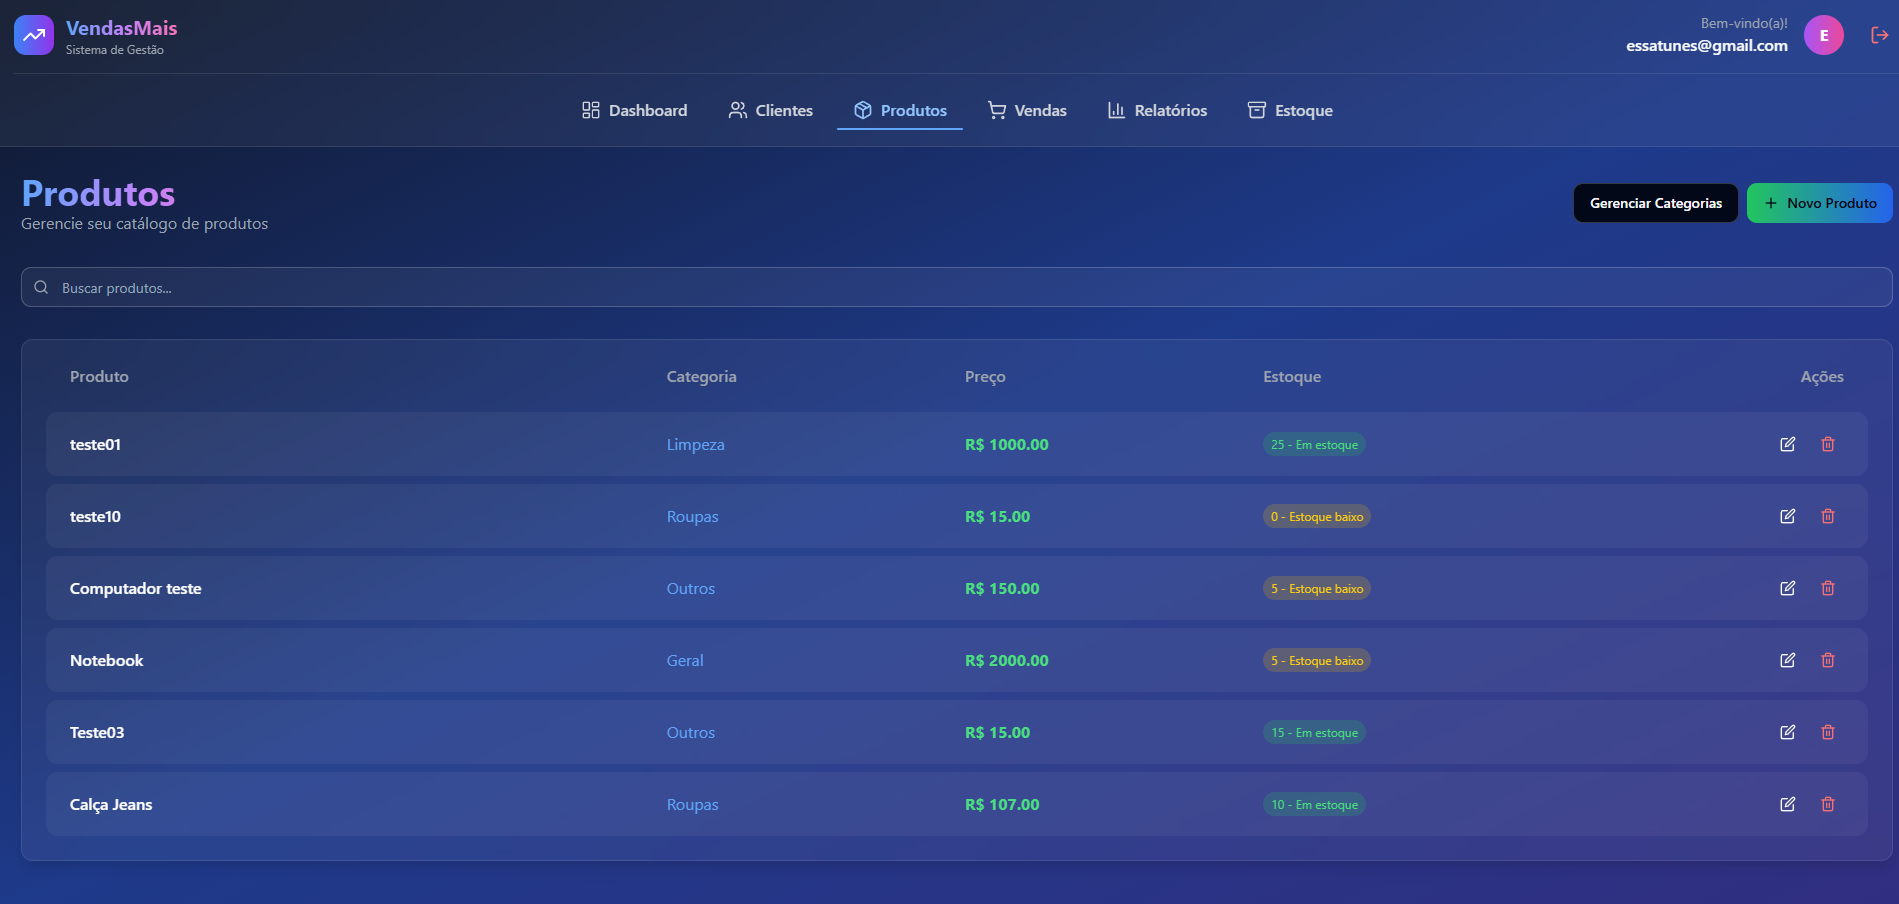 VendasMais
Sistema de Gestão
Bem-vindo(a)!
essatunes@gmail.com
E
Dashboard
Clientes
Produtos
Vendas
Relatórios
Estoque
Produtos
Gerencie seu catálogo de produtos
Gerenciar Categorias
+ Novo Produto
Buscar produtos...
Produto Categoria Preço Estoque Ações
teste01 Limpeza R$ 1000.00 25 - Em estoque
teste10 Roupas R$ 15.00 0 - Estoque baixo
Computador teste Outros R$ 150.00 5 - Estoque baixo
Notebook Geral R$ 2000.00 5 - Estoque baixo
Teste03 Outros R$ 15.00 15 - Em estoque
Calça Jeans Roupas R$ 107.00 10 - Em estoque